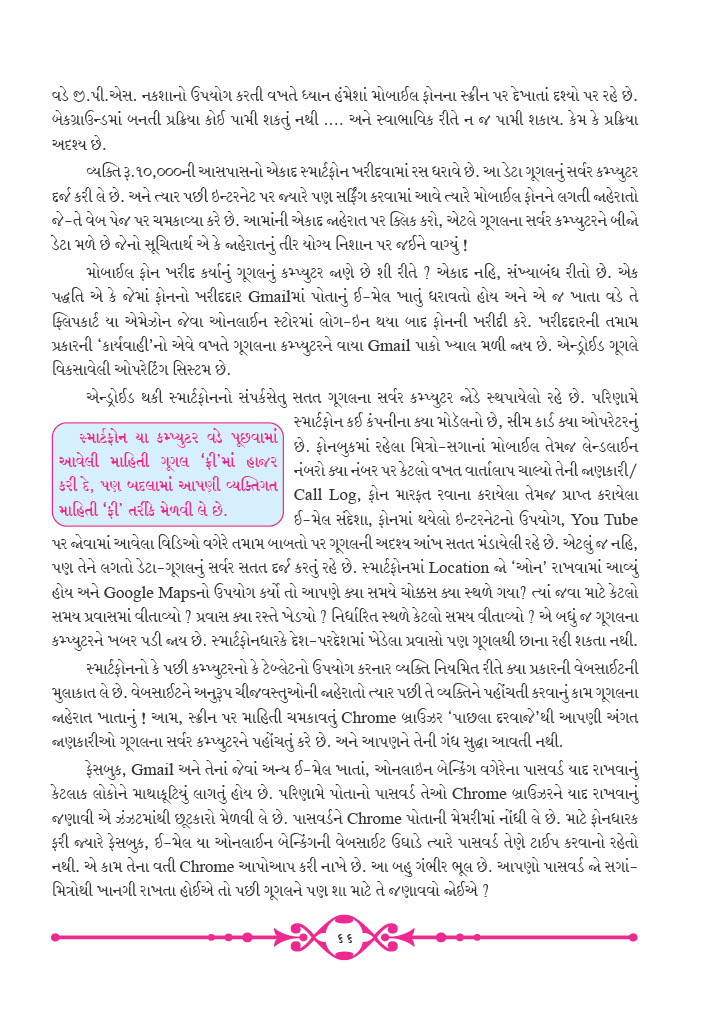 વડે જી.પી.એસ. નકશાનો ઉપયોગ કરતી વખતે ધ્યાન હંમેશાં મોબાઈલ ફોનના સ્ક્રીન પર દેખાતાં દશ્યો પર રહે છે.
બેકગ્રાઉન્ડમાં બનતી પ્રક્રિયા કોઈ પામી શકતું નથી .... અને સ્વાભાવિક રીતે ન જ પામી શકાય. કેમ કે પ્રક્રિયા
અદશ્ય છે.
વ્યક્તિ રૂ.૧૦,૦૦૦ની આસપાસનો એકાદ સ્માર્ટફોન ખરીદવામાં રસ ધરાવે છે. આ ડેટા ગૂગલનું સર્વર કમ્પ્યુટર
દર્જ કરી લે છે. અને ત્યાર પછી ઇન્ટરનેટ પર જ્યારે પણ સર્ફિંગ કરવામાં આવે ત્યારે મોબાઈલ ફોનને લગતી જાહેરાતો
જે-તે વેબ પેજ પર ચમકાવ્યા કરે છે. આમાંની એકાદ જાહેરાત પર ક્લિક કરો, એટલે ગૂગલના સર્વર કમ્પ્યુટરને બીજો
ડેટા મળે છે જેનો સૂચિતાર્થ એ કે જાહેરાતનું તીર યોગ્ય નિશાન પર જઈને વાગ્યું !
મોબાઈલ ફોન ખરીદ કર્યાનું ગૂગલનું કમ્પ્યુટર જાણે છે શી રીતે ? એકાદ નહિ, સંખ્યાબંધ રીતો છે. એક
પદ્ધતિ એ કે જેમાં ફોનનો ખરીદદાર Gmailમાં પોતાનું ઈ-મેલ ખાતું ધરાવતો હોય અને એ જ ખાતા વડે તે
ફ્લિપકાર્ટ યા એમેઝોન જેવા ઓનલાઈન સ્ટોરમાં લોગ-ઇન થયા બાદ ફોનની ખરીદી કરે. ખરીદદારની તમામ
પ્રકારની ‘કાર્યવાહી’નો એવે વખતે ગૂગલના કમ્પ્યુટરને વાયા Gmail પાકો ખ્યાલ મળી જાય છે. એન્ડ્રોઈડ ગૂગલે
વિકસાવેલી ઓપરેટિંગ સિસ્ટમ છે.
એન્ડ્રોઈડ થકી સ્માર્ટફોનનો સંપર્કસેતુ સતત ગૂગલના સર્વર કમ્પ્યુટર જોડે સ્થપાયેલો રહે છે. પરિણામે
સ્માર્ટફોન કઈ કંપનીના ક્યા મોડૅલનો છે, સીમ કાર્ડ ક્યા ઓપરેટરનું
છે. ફોનબુકમાં રહેલા મિત્રો-સગાનાં મોબાઈલ તેમજ લેન્ડલાઈન
નંબરો ક્યા નંબર પર કેટલો વખત વાર્તાલાપ ચાલ્યો તેની જાણકારી/
Call Log, ફોન મારફત રવાના કરાયેલા તેમજ પ્રાપ્ત કરાયેલા
ઈ-મેલ સંદેશા, ફોનમાં થયેલો ઇન્ટરનેટનો ઉપયોગ, You Tube
સ્માર્ટફોન યા કમ્પ્યુટર વડે પૂછવામાં
આવેલી માહિતી ગૂગલ ‘ફ્રી’માં હાજર
કરી દે, પણ બદલામાં આપણી વ્યક્તિગત
માહિતી ‘ફી’ તરીકે મેળવી લે છે.
પર જોવામાં આવેલા વિડિઓ વગેરે તમામ બાબતો પર ગૂગલની અદશ્ય આંખ સતત મંડાયેલી રહે છે. એટલું જ નહિ,
પણ તેને લગતો ડેટા-ગૂગલનું સર્વર સતત દર્જ કરતું રહે છે. સ્માર્ટફોનમાં Location જો ‘ઓન’ રાખવામાં આવ્યું
હોય અને Google Mapsનો ઉપયોગ કર્યો તો આપણે ક્યા સમયે ચોક્કસ ક્યા સ્થળે ગયા? ત્યાં જવા માટે કેટલો
સમય પ્રવાસમાં વીતાવ્યો ? પ્રવાસ ક્યા રસ્તે ખેડ્યો ? નિર્ધારિત સ્થળે કેટલો સમય વીતાવ્યો ? એ બધું જ ગૂગલના
કમ્પ્યુટરને ખબર પડી જાય છે. સ્માર્ટફોનધારકે દેશ-પરદેશમાં ખેડેલા પ્રવાસો પણ ગૂગલથી છાના રહી શકતા નથી.
સ્માર્ટફોનનો કે પછી કમ્પ્યુટરનો કે ટેબ્લેટનો ઉપયોગ કરનાર વ્યક્તિ નિયમિત રીતે ક્યા પ્રકારની વેબસાઈટની
મુલાકાત લે છે. વેબસાઈટને અનુરૂપ ચીજવસ્તુઓની જાહેરાતો ત્યાર પછી તે વ્યક્તિને પહોંચતી કરવાનું કામ ગૂગલના
જાહેરાત ખાતાનું ! આમ, સ્ક્રીન પર માહિતી ચમકાવતું Chrome બ્રાઉઝર ‘પાછલા દરવાજે’થી આપણી અંગત
જાણકારીઓ ગૂગલના સર્વર કમ્પ્યુટરને પહોંચતું કરે છે. અને આપણને તેની ગંધ સુદ્ધા આવતી નથી.
ફેસબુક, Gmail અને તેનાં જેવાં અન્ય ઈ-મેલ ખાતાં, ઓનલાઇન બેન્કિંગ વગેરેના પાસવર્ડ યાદ રાખવાનું
કેટલાક લોકોને માથાકૂટિયું લાગતું હોય છે. પરિણામે પોતાનો પાસવર્ડ તેઓ Chrome બ્રાઉઝરને યાદ રાખવાનું
જણાવી એ ઝંઝટમાંથી છૂટકારો મેળવી લે છે. પાસવર્ડને Chrome પોતાની મેમરીમાં નોંધી લે છે. માટે ફોનધારક
ફરી જ્યારે ફેસબુક, ઈ-મેલ યા ઓનલાઈન બેન્કિંગની વેબસાઈટ ઉઘાડે ત્યારે પાસવર્ડ તેણે ટાઈપ કરવાનો રહેતો
નથી. એ કામ તેના વતી Chrome આપોઆપ કરી નાખે છે. આ બહુ ગંભીર ભૂલ છે. આપણો પાસવર્ડ જો સગાં-
મિત્રોથી ખાનગી રાખતા હોઈએ તો પછી ગૂગલને પણ શા માટે તે જણાવવો જોઈએ ?
૬૬